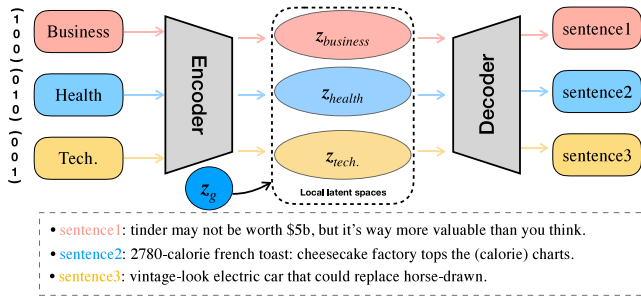 (1 0 0) Business Encoder z_business Decoder sentence1
(0 1 0) Health z_health sentence2
(0 0 1) Tech. z_tech. sentence3
z_g Local latent spaces
• sentence1: tinder may not be worth $5b, but it's way more valuable than you think.
• sentence2: 2780-calorie french toast: cheesecake factory tops the (calorie) charts.
• sentence3: vintage-look electric car that could replace horse-drawn.